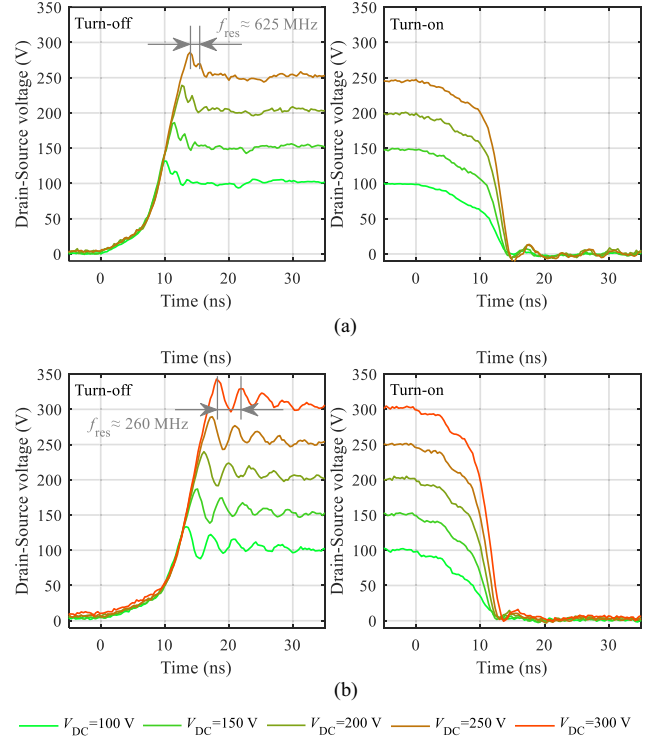 Turn-off
f_res ≈ 625 MHz
Drain-Source voltage (V)
350
300
250
200
150
100
50
0
0 10 20 30
Time (ns)
Turn-on
Drain-Source voltage (V)
350
300
250
200
150
100
50
0
0 10 20 30
Time (ns)
(a)
Time (ns)
Turn-off
f_res ≈ 260 MHz
Drain-Source voltage (V)
350
300
250
200
150
100
50
0
0 10 20 30
Time (ns)
Time (ns)
Turn-on
Drain-Source voltage (V)
350
300
250
200
150
100
50
0
0 10 20 30
Time (ns)
(b)
V_DC=100 V V_DC=150 V V_DC=200 V V_DC=250 V V_DC=300 V